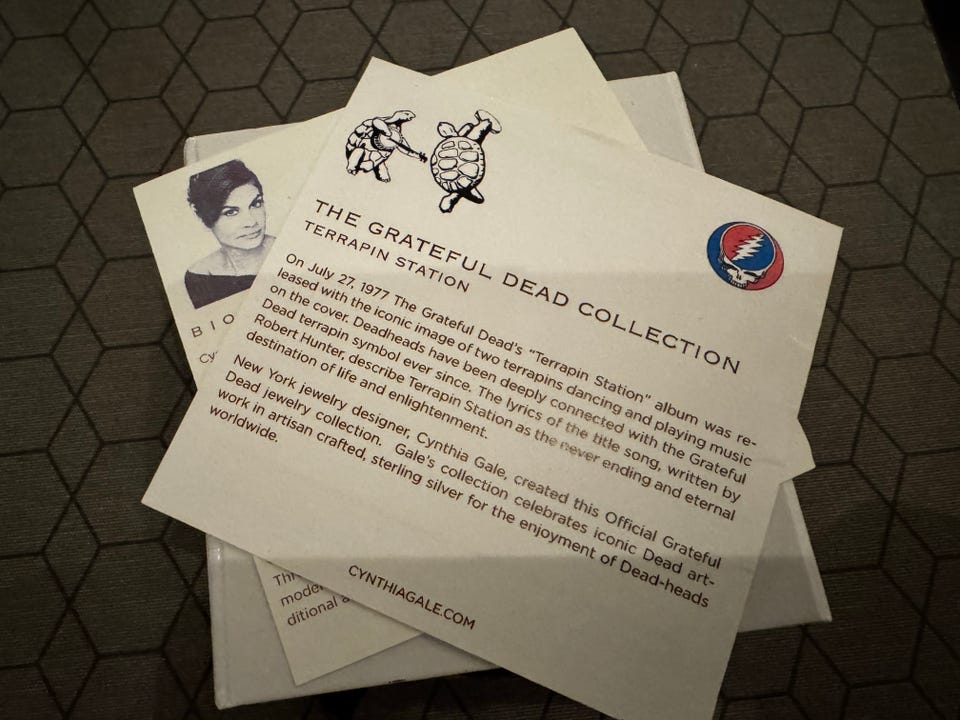 THE GRATEFUL DEAD COLLECTION
TERRAPIN STATION
On July 27, 1977 The Grateful Dead's "Terrapin Station" album was re-
leased with the iconic image of two terrapins dancing and playing music
on the cover. Deadheads have been deeply connected with the Grateful
Dead terrapin symbol ever since. The lyrics of the title song, written by
Robert Hunter, describe Terrapin Station as the never ending and eternal
destination of life and enlightenment.
New York jewelry designer, Cynthia Gale, created this Official Grateful
Dead jewelry collection. Gale's collection celebrates iconic Dead art-
work in artisan crafted, sterling silver for the enjoyment of Dead-heads
worldwide.
CYNTHIAGALE.COM
BIO
CY
Thi
mode
ditional a